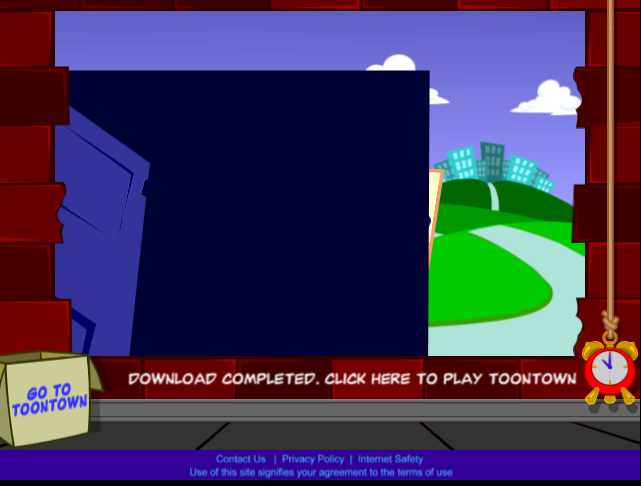 DOWNLOAD COMPLETED. CLICK HERE TO PLAY TOONTOWN
GO TO
TOONTOWN
Contact Us | Privacy Policy | Internet Safety
Use of this site signifies your agreement to the terms of use